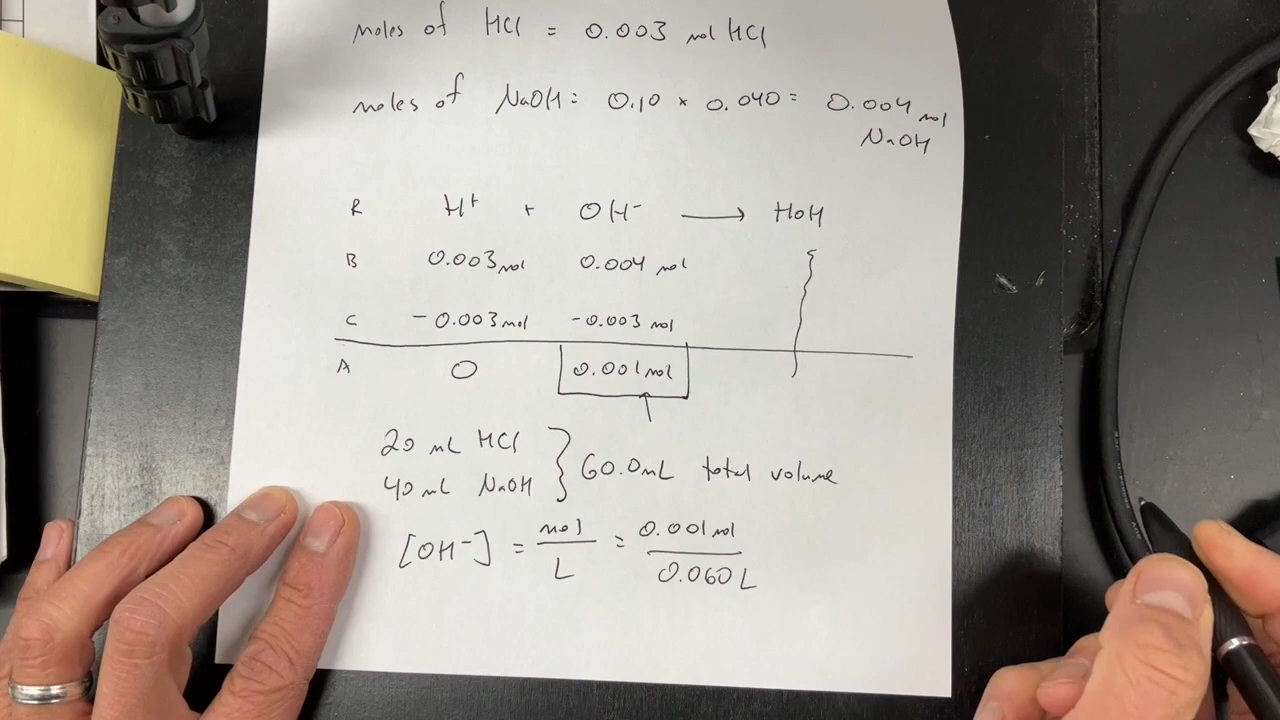 moles of HCl = 0.003 mol HCl
moles of NaOH: 0.10 × 0.040 = 0.004 mol
NaOH
R H⁺ + OH⁻ → HOH
B 0.003 mol 0.004 mol
C -0.003 mol -0.003 mol
A 0 0.001 mol
20 mL HCl
40 mL NaOH } 60.0mL total volume
[OH⁻] = mol/L = 0.001 mol/0.060 L